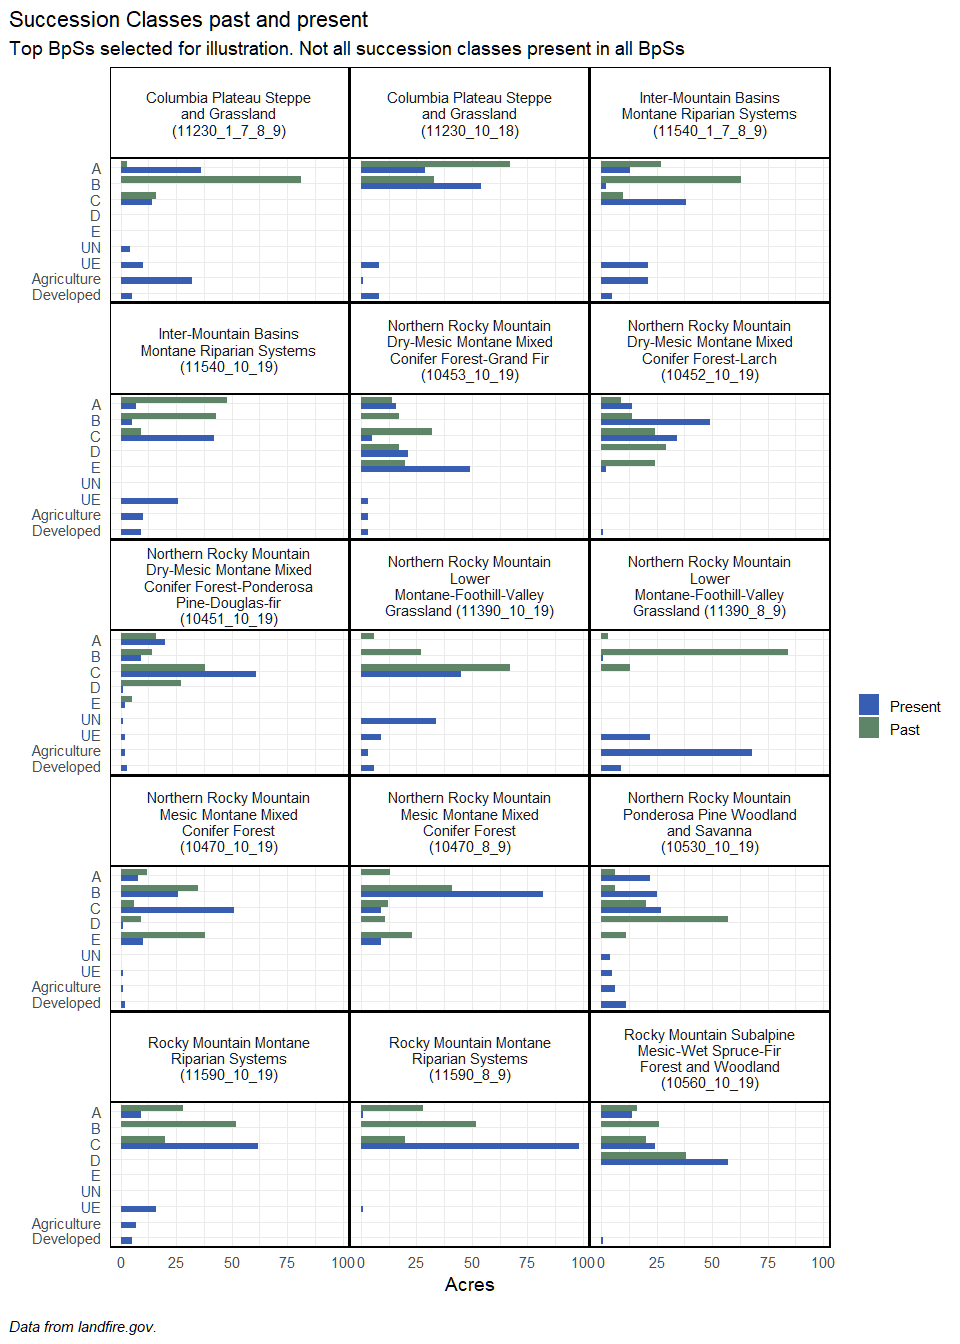 Succession Classes past and present
Top BpSs selected for illustration. Not all succession classes present in all BpSs
Columbia Plateau Steppe
and Grassland
(11230_1_7_8_9)
Columbia Plateau Steppe
and Grassland
(11230_10_18)
Inter-Mountain Basins
Montane Riparian Systems
(11540_1_7_8_9)
A
B
C
D
E
UN
UE
Agriculture
Developed
Inter-Mountain Basins
Montane Riparian Systems
(11540_10_19)
Northern Rocky Mountain
Dry-Mesic Montane Mixed
Conifer Forest-Grand Fir
(10453_10_19)
Northern Rocky Mountain
Dry-Mesic Montane Mixed
Conifer Forest-Larch
(10452_10_19)
A
B
C
D
E
UN
UE
Agriculture
Developed
Northern Rocky Mountain
Dry-Mesic Montane Mixed
Conifer Forest-Ponderosa
Pine-Douglas-fir
(10451_10_19)
Northern Rocky Mountain
Lower
Montane-Foothill-Valley
Grassland (11390_10_19)
Northern Rocky Mountain
Lower
Montane-Foothill-Valley
Grassland (11390_8_9)
A
B
C
D
E
UN
UE
Agriculture
Developed
Present
Past
Northern Rocky Mountain
Mesic Montane Mixed
Conifer Forest
(10470_10_19)
Northern Rocky Mountain
Mesic Montane Mixed
Conifer Forest
(10470_8_9)
Northern Rocky Mountain
Ponderosa Pine Woodland
and Savanna
(10530_10_19)
A
B
C
D
E
UN
UE
Agriculture
Developed
Rocky Mountain Montane
Riparian Systems
(11590_10_19)
Rocky Mountain Montane
Riparian Systems
(11590_8_9)
Rocky Mountain Subalpine
Mesic-Wet Spruce-Fir
Forest and Woodland
(10560_10_19)
A
B
C
D
E
UN
UE
Agriculture
Developed
0 25 50 75 100 0 25 50 75 100 0 25 50 75 100
Acres
Data from landfire.gov.